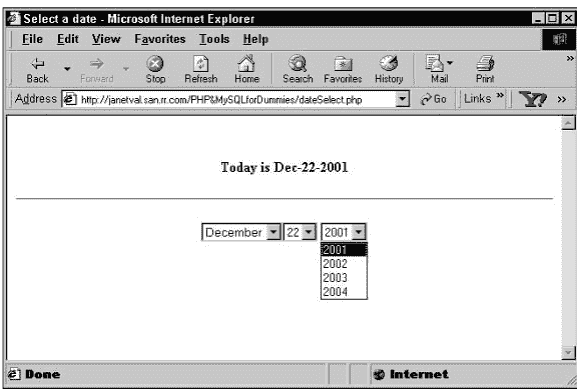 Select a date - Microsoft Internet Explorer
File Edit View Favorites Tools Help
Back Forward Stop Refresh Home Search Favorites History Mail Print »
Address http://janetval.san.rr.com/PHP&MySQLforDummies/dateSelect.php Go Links » Y! »
Today is Dec-22-2001
December 22 2001
2001
2002
2003
2004
Done Internet